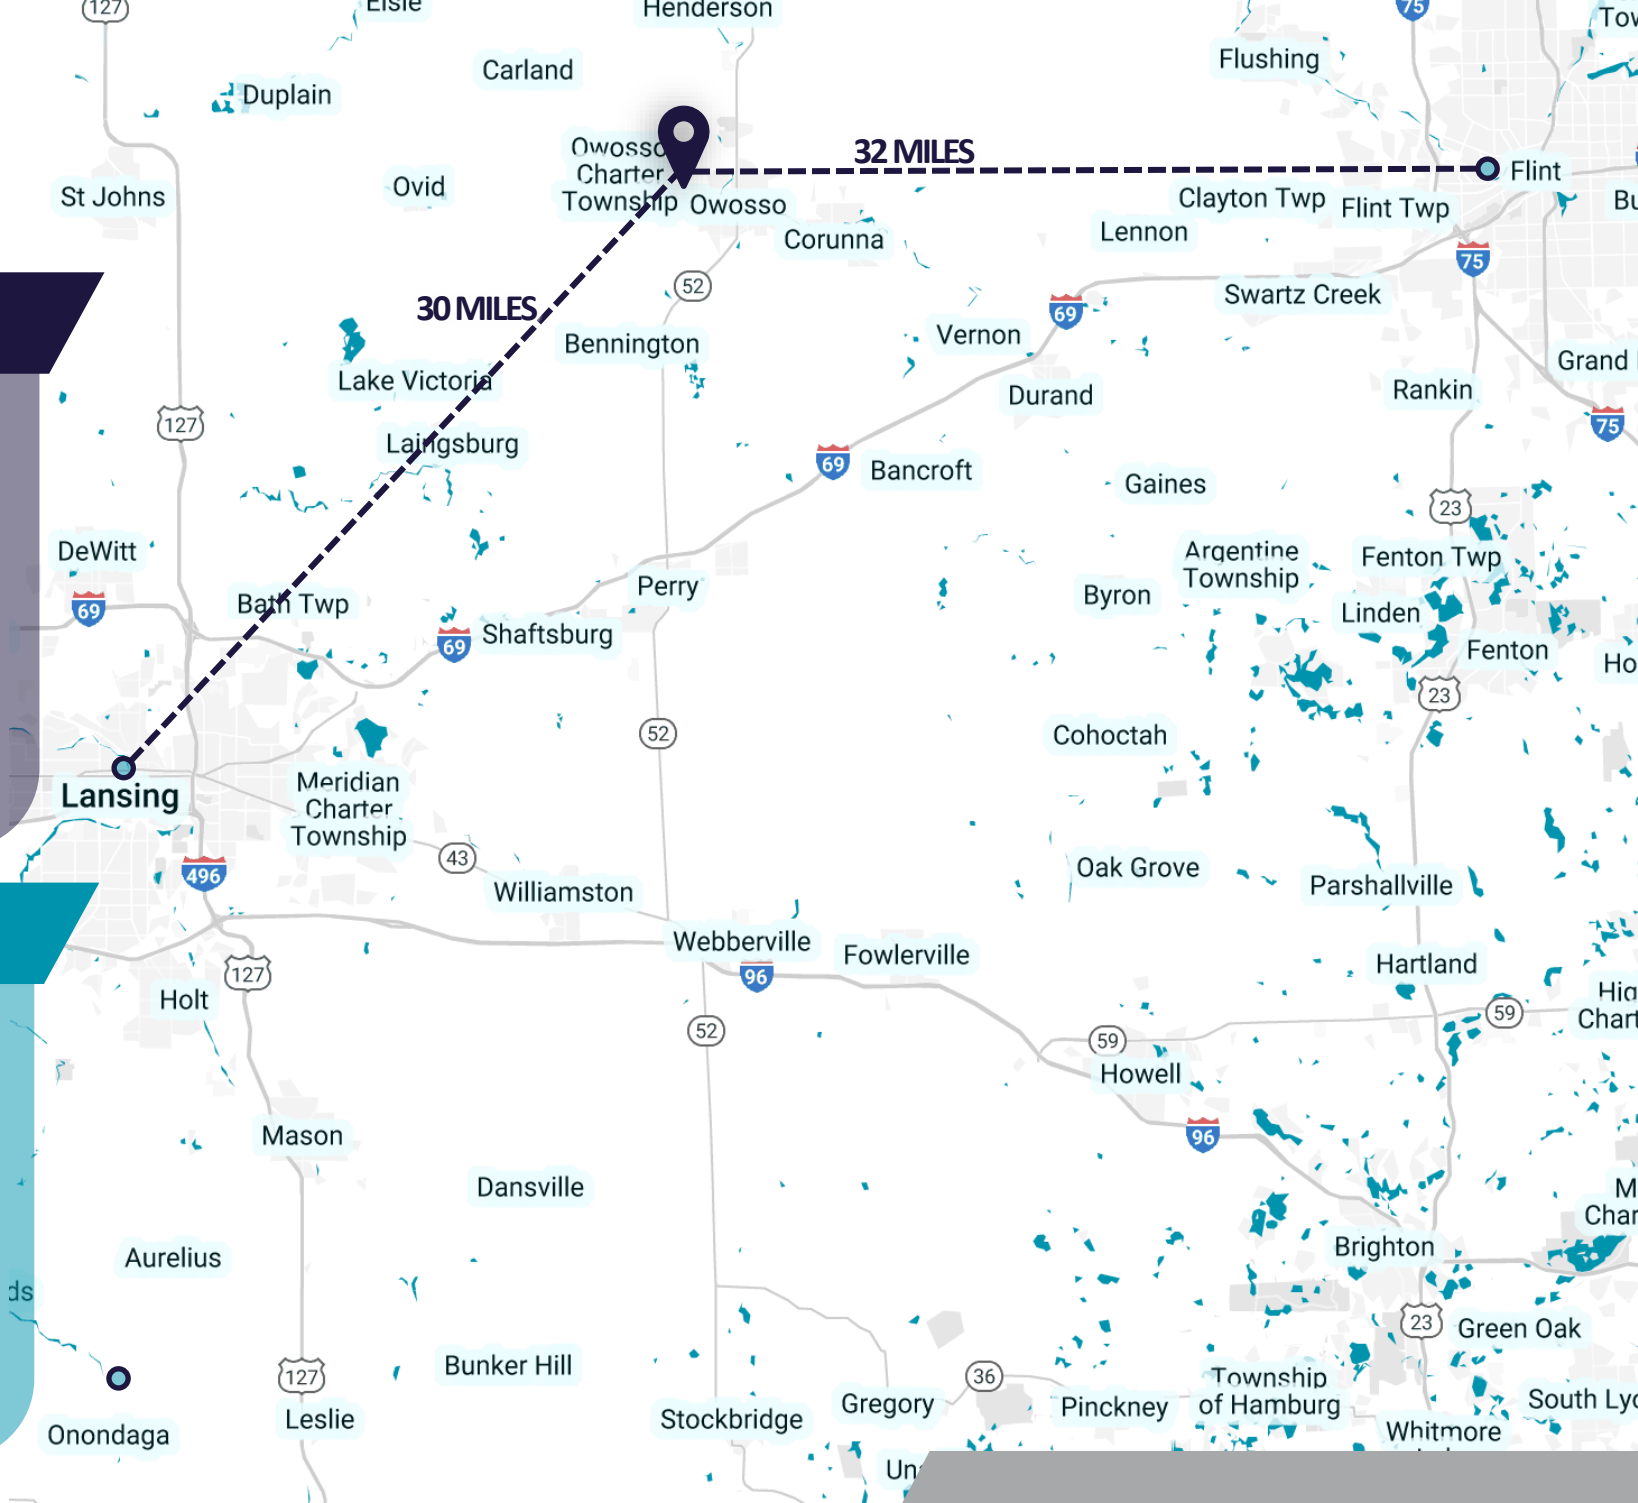 127
Elsie
Henderson
75
Flushing
Carland
Duplain
Owosso
Charter
Township
32 MILES
Flint
St Johns
Ovid
Owosso
Clayton Twp
Flint Twp
Corunna
Lennon
75
52
Swartz Creek
30 MILES
69
Vernon
Bennington
Grand
Lake Victoria
Durand
Rankin
127
75
Laingsburg
69
Bancroft
Gaines
23
DeWitt
Argentine
Township
Fenton Twp
Perry
Byron
69
Bath Twp
Linden
69
Shaftsburg
Fenton
Ho
23
52
Cohoctah
Lansing
Meridian
Charter
Township
43
496
Oak Grove
Williamston
Parshallville
Webberville
Fowlerville
96
Hartland
127
Holt
Chart
59
52
59
Howell
Mason
96
Dansville
Char
Brighton
Aurelius
ds
23
Green Oak
Bunker Hill
127
36
Township
of Hamburg
Leslie
Stockbridge
Gregory
Pinckney
South Lyo
Onondaga
Whitmore